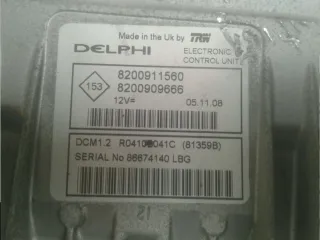 Made in the Uk by TRW
DELPHI
ELECTRONIC
CONTROL UNIT
153
8200911560
8200909666
12V=
05.11.08
DCM1.2 (81359B)
SERIAL No 86674140 LBG